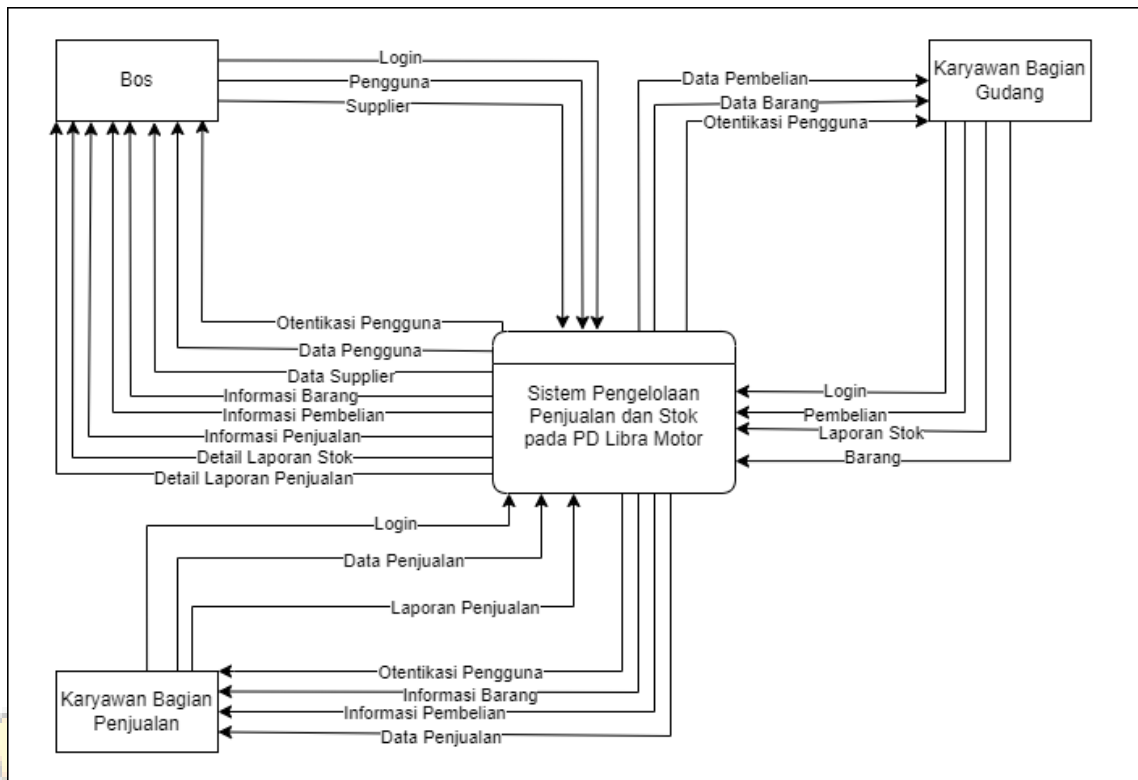 Bos
Login
Pengguna
Supplier
Data Pembelian
Data Barang
Otentikasi Pengguna
Karyawan Bagian
Gudang
Otentikasi Pengguna
Data Pengguna
Data Supplier
Informasi Barang
Informasi Pembelian
Informasi Penjualan
Detail Laporan Stok
Detail Laporan Penjualan
Sistem Pengelolaan
Penjualan dan Stok
pada PD Libra Motor
Login
Pembelian
Laporan Stok
Barang
Login
Data Penjualan
Laporan Penjualan
Karyawan Bagian
Penjualan
Otentikasi Pengguna
Informasi Barang
Informasi Pembelian
Data Penjualan